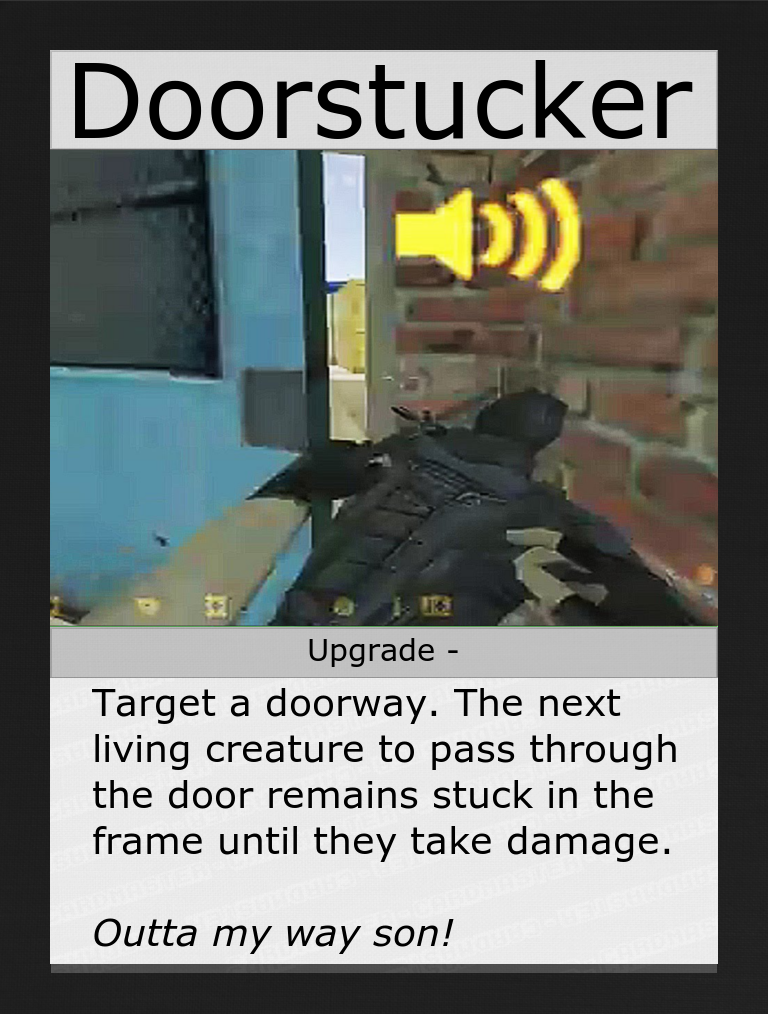 Doorstucker
Upgrade -
Target a doorway. The next
living creature to pass through
the door remains stuck in the
frame until they take damage.
Outta my way son!